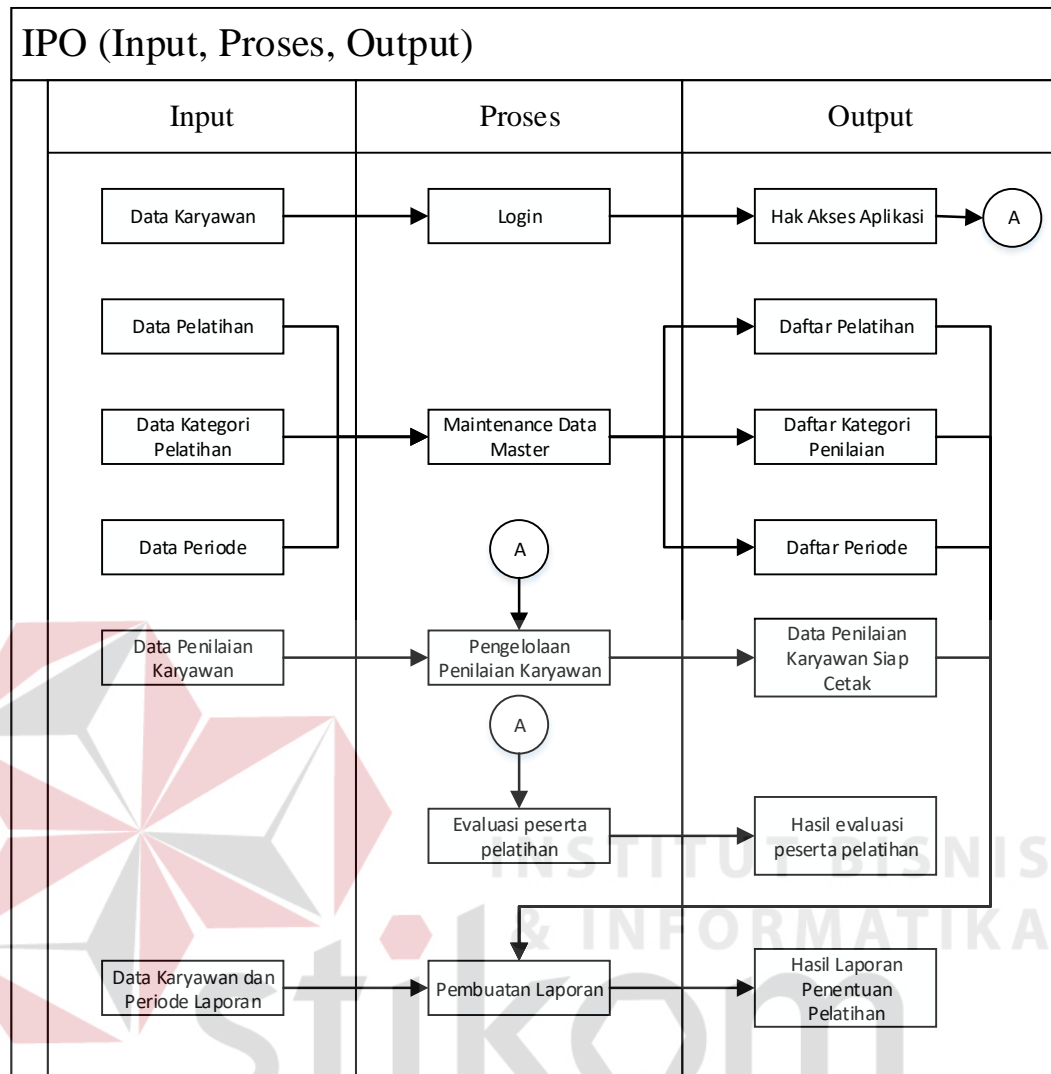 IPO (Input, Proses, Output)
Input
Proses
Output
Data Karyawan
Login
Hak Akses Aplikasi
A
Data Pelatihan
Daftar Pelatihan
Data Kategori
Pelatihan
Maintenance Data
Master
Daftar Kategori
Penilaian
Data Periode
A
Daftar Periode
Data Penilaian
Karyawan
Pengelolaan
Penilaian Karyawan
Data Penilaian
Karyawan Siap
Cetak
A
Evaluasi peserta
pelatihan
Hasil evaluasi
peserta pelatihan
INSTITUT BISNIS
& INFORMATIKA
stikom
Data Karyawan dan
Periode Laporan
Pembuatan Laporan
Hasil Laporan
Penentuan
Pelatihan